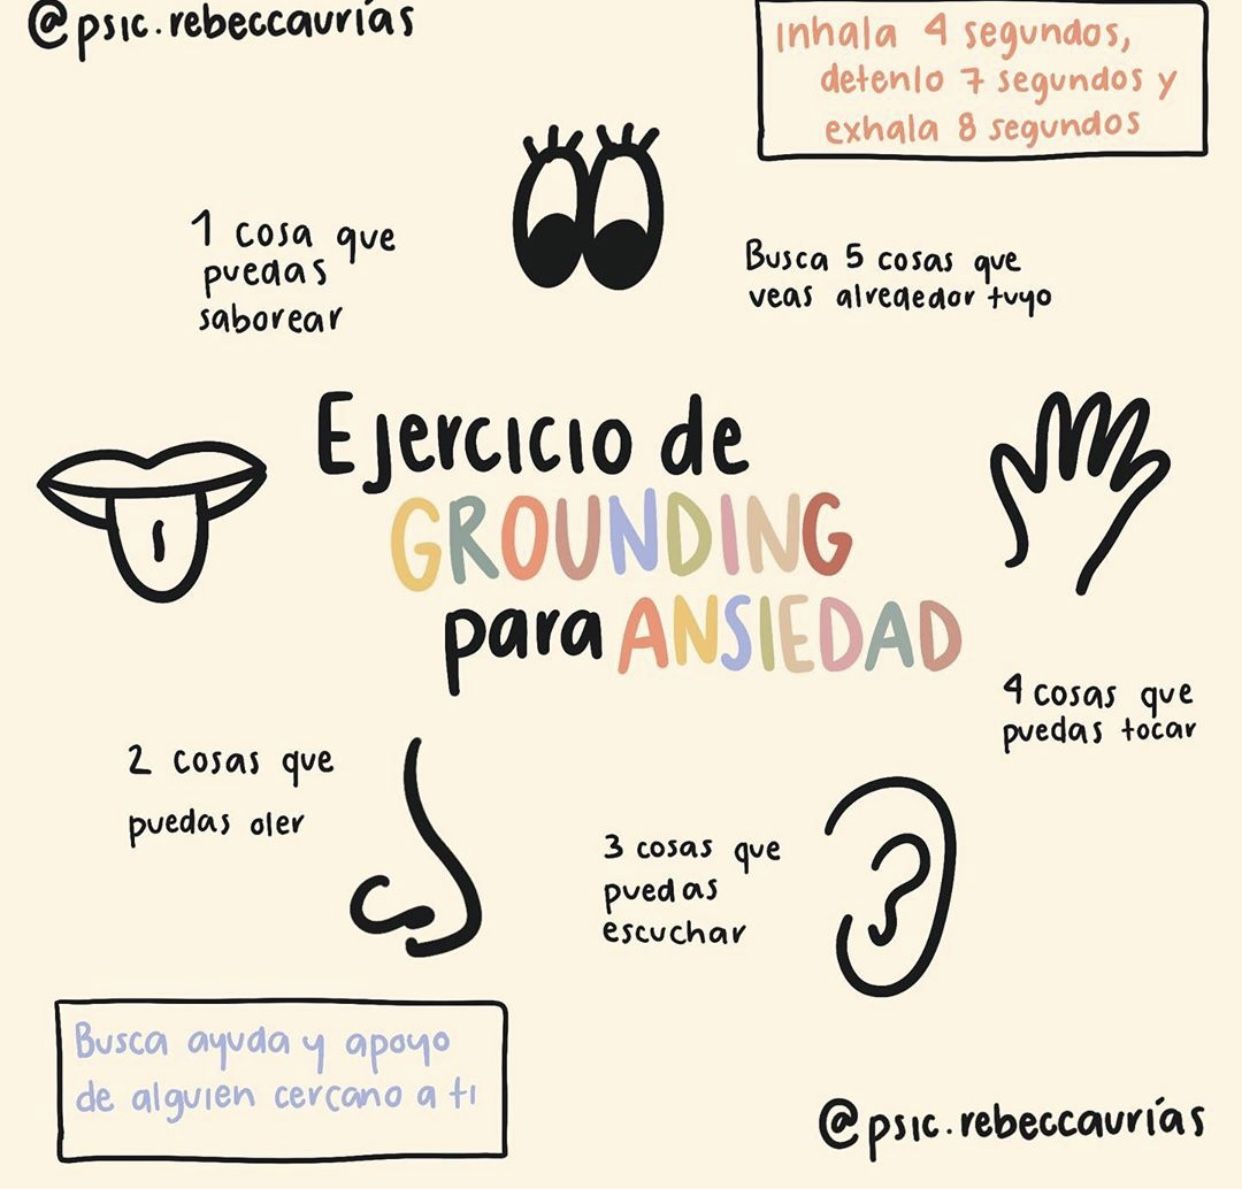 @psic.rebeccaurías
Inhala 4 segundos,
detenlo 7 segundos y
exhala 8 segundos
1 cosa que
puedas
saborear
Busca 5 cosas que
veas alrededor tuyo
Ejercicio de
GROUNDING
para ANSIEDAD
4 cosas que
puedas tocar
2 cosas que
puedas oler
3 cosas que
puedas
escuchar
Busca ayuda y apoyo
de alguien cercano a ti
@psic.rebeccaurías